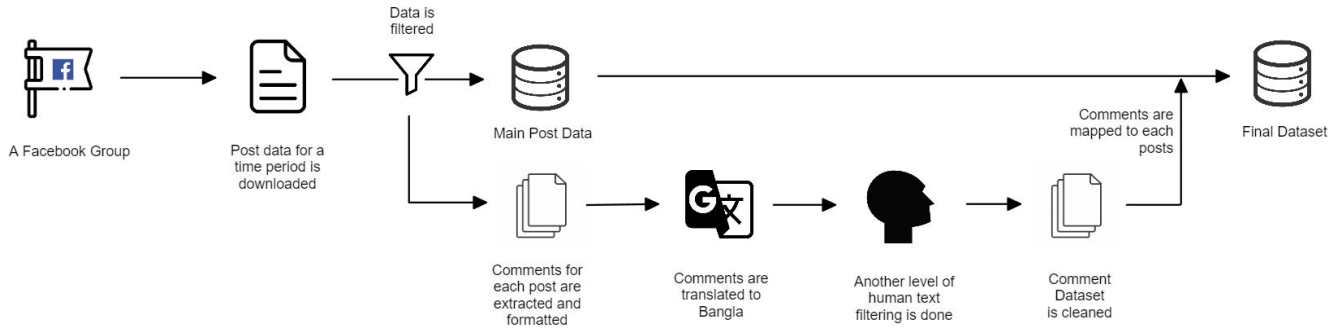 Data is
filtered
f
A Facebook Group
Post data for a
time period is
downloaded
Main Post Data
Comments are
mapped to each
posts
Final Dataset
G 文
Comments for
each post are
extracted and
formatted
Comments are
translated to
Bangla
Another level of
human text
filtering is done
Comment
Dataset
is cleaned